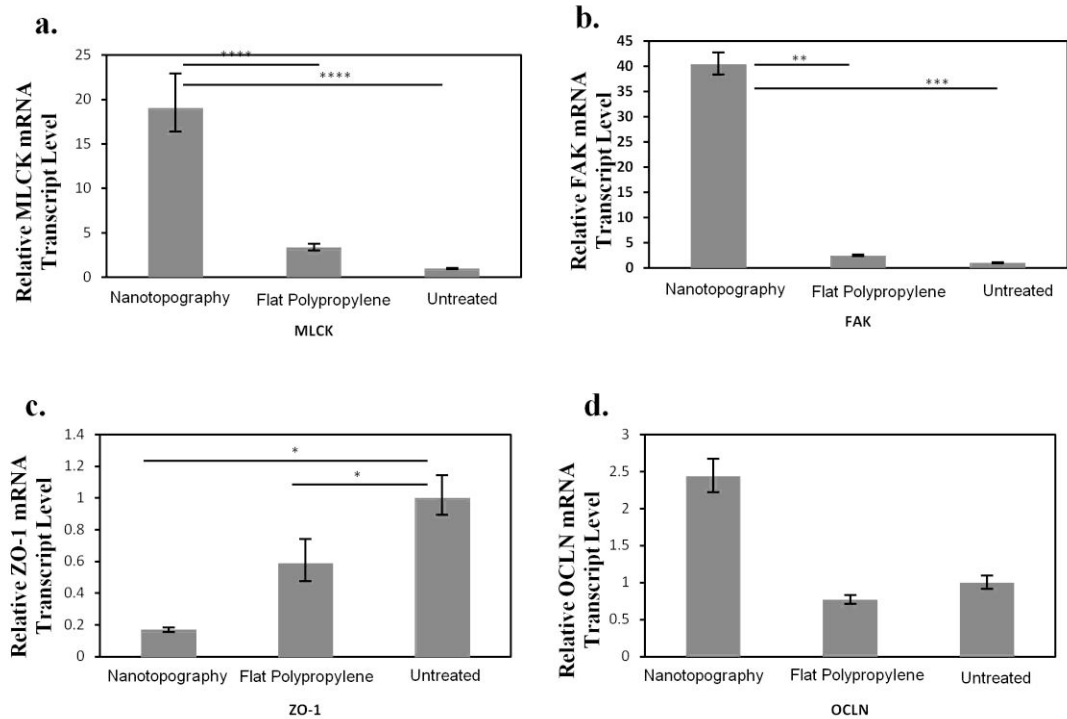 a.
Relative MLCK mRNA
Transcript Level
25
20
15
10
5
0
****
****
Nanotopography Flat Polypropylene Untreated
MLCK
b.
Relative FAK mRNA
Transcript Level
45
40
35
30
25
20
15
10
5
0
**
***
Nanotopography Flat Polypropylene Untreated
FAK
c.
Relative ZO-1 mRNA
Transcript Level
1.4
1.2
1
0.8
0.6
0.4
0.2
0
*
*
Nanotopography Flat Polypropylene Untreated
ZO-1
d.
Relative OCLN mRNA
Transcript Level
3
2.5
2
1.5
1
0.5
0
Nanotopography Flat Polypropylene Untreated
OCLN